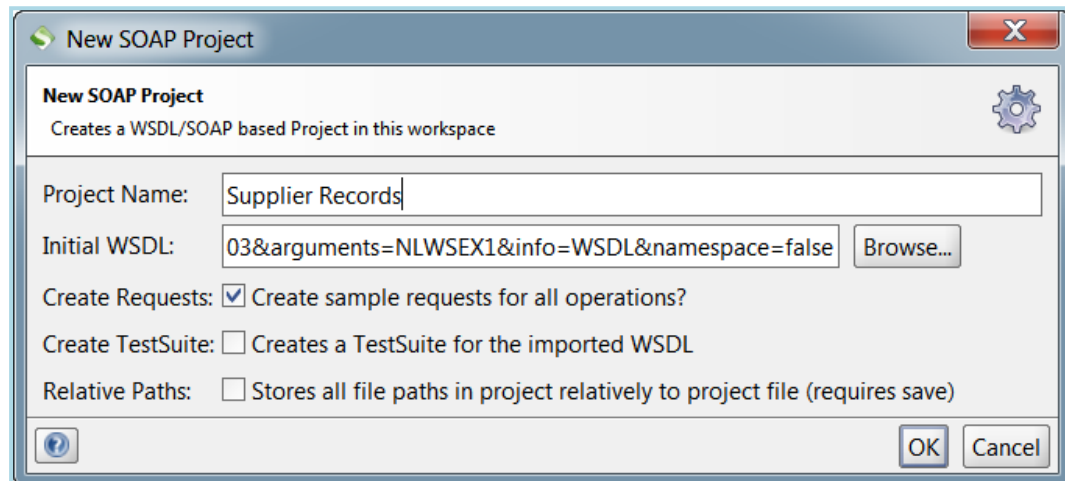 New SOAP Project
New SOAP Project
Creates a WSDL/SOAP based Project in this workspace
Project Name: Supplier Records
Initial WSDL: 03&arguments=NLWSEX1&info=WSDL&namespace=false Browse...
Create Requests: Create sample requests for all operations?
Create TestSuite: Creates a TestSuite for the imported WSDL
Relative Paths: Stores all file paths in project relatively to project file (requires save)
OK Cancel